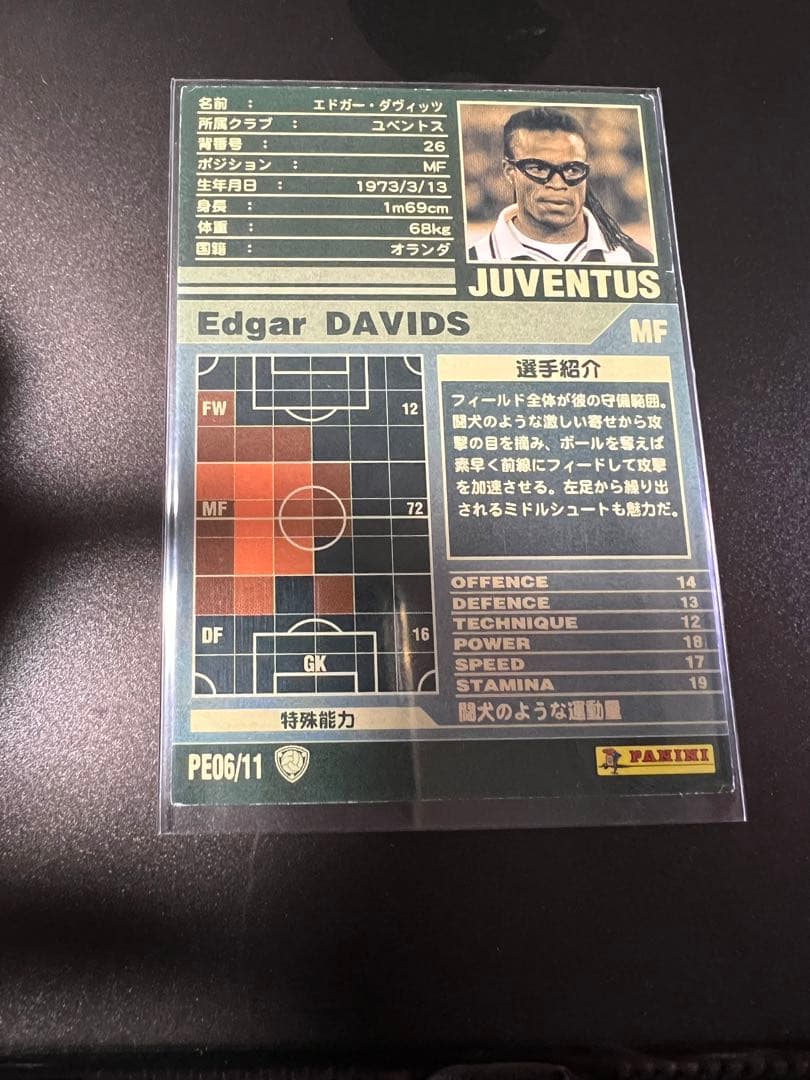 名前 : エドガー・ダヴィッツ
所属クラブ : ユベントス
背番号 : 26
ポジション : MF
生年月日 : 1973/3/13
身長 : 1m69cm
体重 : 68kg
国籍 : オランダ
JUVENTUS
Edgar DAVIDS
MF
FW 12
MF 72
DF 16
GK
選手紹介
フィールド全体が彼の守備範囲。
闘犬のような激しい寄せから攻
撃の目を摘み、ボールを奪えば
素早く前線にフィードして攻撃
を加速させる。左足から繰り出
されるミドルシュートも魅力だ。
OFFENCE 14
DEFENCE 13
TECHNIQUE 12
POWER 18
SPEED 17
STAMINA 19
特殊能力
闘犬のような運動量
PE06/11
PANINI